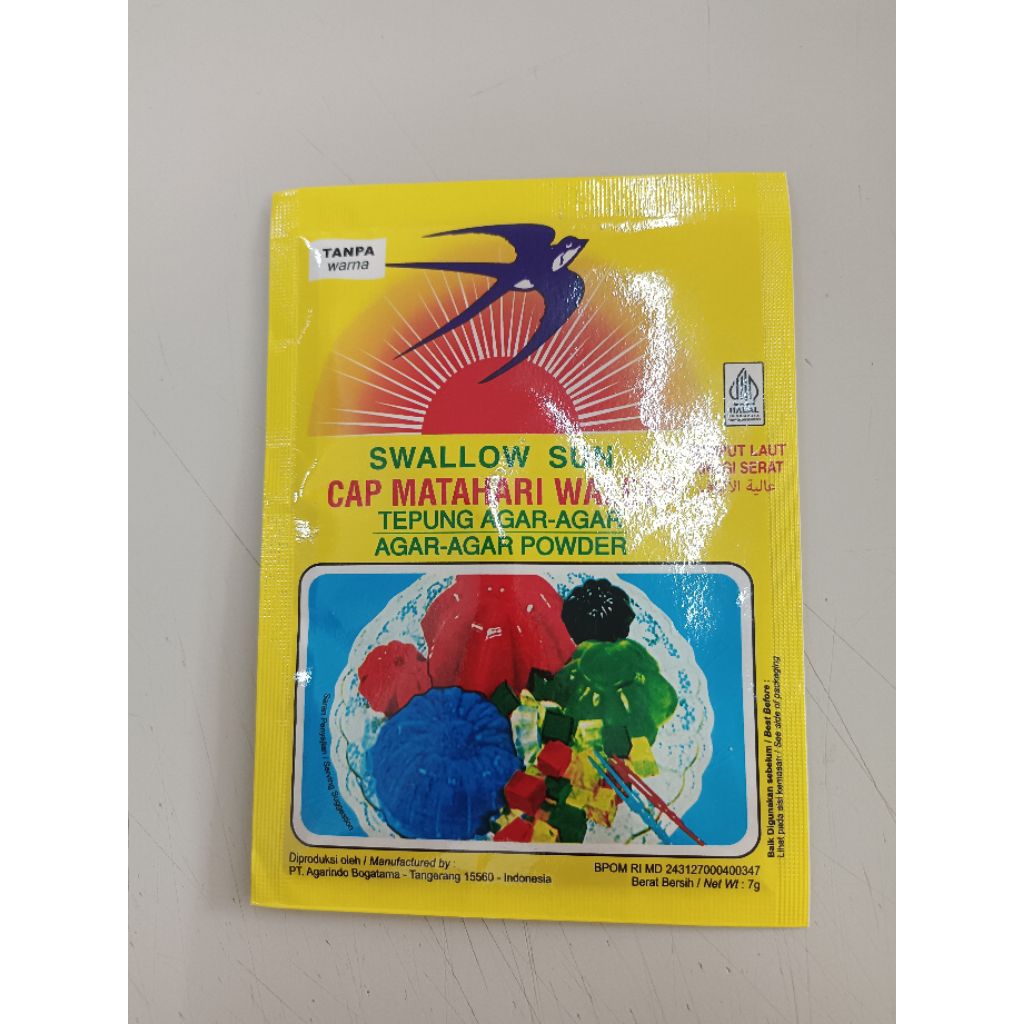 TANPA
warna
HALAL
SWALLOW SUN
CAP MATAHARI
TEPUNG AGAR-AGAR
AGAR-AGAR POWDER
LAUT
SERAT
عالية
Saran Penyajian / Serving Suggestion
Baik Digunakan sebelum / Best Before :
Lihat pada sisi kemasan / See side of packaging
Diproduksi oleh / Manufactured by :
PT. Agarindo Bogatama - Tangerang 15560 - Indonesia
BPOM RI MD 243127000400347
Berat Bersih / Net Wt : 7g